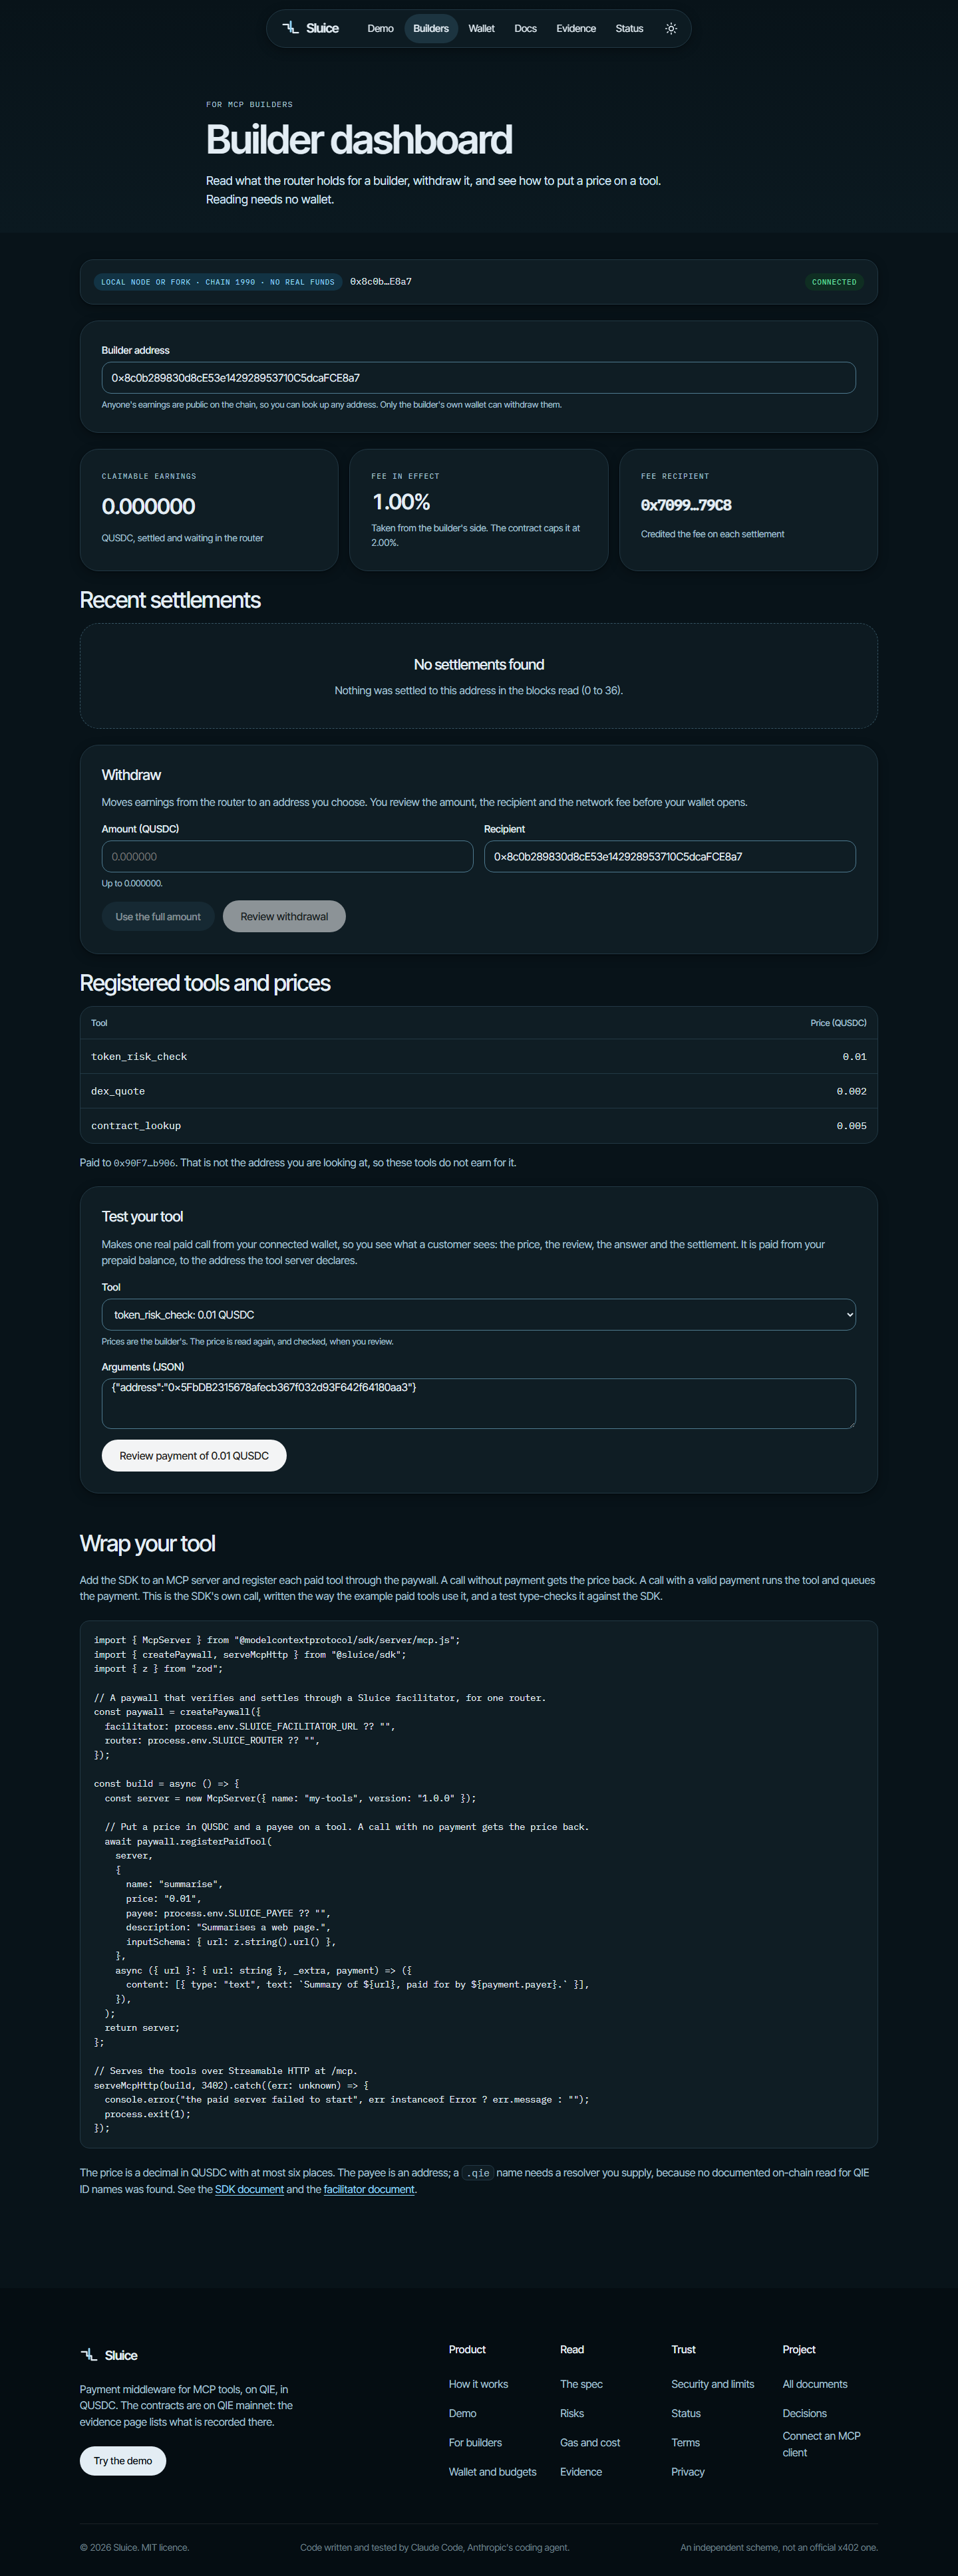 Sluice
Demo
Builders
Wallet
Docs
Evidence
Status
FOR MCP BUILDERS
Builder dashboard
Read what the router holds for a builder, withdraw it, and see how to put a price on a tool.
Reading needs no wallet.
LOCAL NODE OR FORK · CHAIN 1990 · NO REAL FUNDS
0x8c0b…E8a7
CONNECTED
Builder address
0x8c0b289830d8cE53e142928953710C5dcaFCE8a7
Anyone's earnings are public on the chain, so you can look up any address. Only the builder's own wallet can withdraw them.
CLAIMABLE EARNINGS
0.000000
QUSDC, settled and waiting in the router
FEE IN EFFECT
1.00%
Taken from the builder's side. The contract caps it at
2.00%.
FEE RECIPIENT
0x7099…79C8
Credited the fee on each settlement
Recent settlements
No settlements found
Nothing was settled to this address in the blocks read (0 to 36).
Withdraw
Moves earnings from the router to an address you choose. You review the amount, the recipient and the network fee before your wallet opens.
Amount (QUSDC)
0.000000
Up to 0.000000.
Recipient
0x8c0b289830d8cE53e142928953710C5dcaFCE8a7
Use the full amount
Review withdrawal
Registered tools and prices
Tool
Price (QUSDC)
token_risk_check
0.01
dex_quote
0.002
contract_lookup
0.005
Paid to 0x90F7…b906. That is not the address you are looking at, so these tools do not earn for it.
Test your tool
Makes one real paid call from your connected wallet, so you see what a customer sees: the price, the review, the answer and the settlement. It is paid from your
prepaid balance, to the address the tool server declares.
Tool
token_risk_check: 0.01 QUSDC
Prices are the builder's. The price is read again, and checked, when you review.
Arguments (JSON)
{"address":"0x5FbDB2315678afecb367f032d93F642f64180aa3"}
Review payment of 0.01 QUSDC
Wrap your tool
Add the SDK to an MCP server and register each paid tool through the paywall. A call without payment gets the price back. A call with a valid payment runs the tool and queues
the payment. This is the SDK's own call, written the way the example paid tools use it, and a test type-checks it against the SDK.
import { McpServer } from "@modelcontextprotocol/sdk/server/mcp.js";
import { createPaywall, serveMcpHttp } from "@sluice/sdk";
import { z } from "zod";
// A paywall that verifies and settles through a Sluice facilitator, for one router.
const paywall = createPaywall({
  facilitator: process.env.SLUICE_FACILITATOR_URL ?? "",
  router: process.env.SLUICE_ROUTER ?? "",
});
const build = async () => {
  const server = new McpServer({ name: "my-tools", version: "1.0.0" });
  // Put a price in QUSDC and a payee on a tool. A call with no payment gets the price back.
  await paywall.registerPaidTool(
    server,
    {
      name: "summarise",
      price: "0.01",
      payee: process.env.SLUICE_PAYEE ?? "",
      description: "Summarises a web page.",
      inputSchema: { url: z.string().url() },
    },
    async ({ url }: { url: string }, _extra, payment) => ({
      content: [{ type: "text", text: `Summary of ${url}, paid for by ${payment.payer}.` }],
    }),
  );
  return server;
};
// Serves the tools over Streamable HTTP at /mcp.
serveMcpHttp(build, 3402).catch((err: unknown) => {
  console.error("the paid server failed to start", err instanceof Error ? err.message : "");
  process.exit(1);
});
The price is a decimal in QUSDC with at most six places. The payee is an address; a .qie name needs a resolver you supply, because no documented on-chain read for QIE
ID names was found. See the SDK document and the facilitator document.
Sluice
Payment middleware for MCP tools, on QIE, in
QUSDC. The contracts are on QIE mainnet: the
evidence page lists what is recorded there.
Try the demo
Product
How it works
Demo
For builders
Wallet and budgets
Read
The spec
Risks
Gas and cost
Evidence
Trust
Security and limits
Status
Terms
Privacy
Project
All documents
Decisions
Connect an MCP
client
© 2026 Sluice. MIT licence.
Code written and tested by Claude Code, Anthropic's coding agent.
An independent scheme, not an official x402 one.